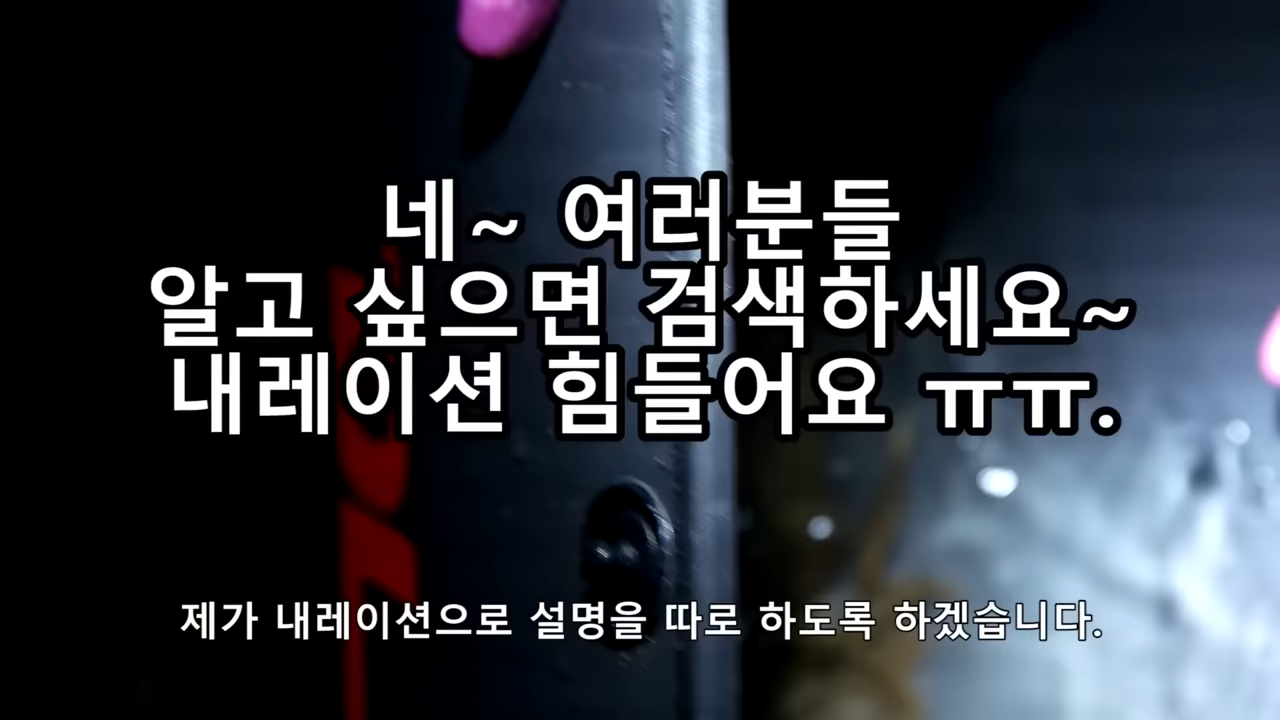 네~ 여러분들
알고 싶으면 검색하세요~
내레이션 힘들어요 ㅠㅠ.
제가 내레이션으로 설명을 따로 하도록 하겠습니다.